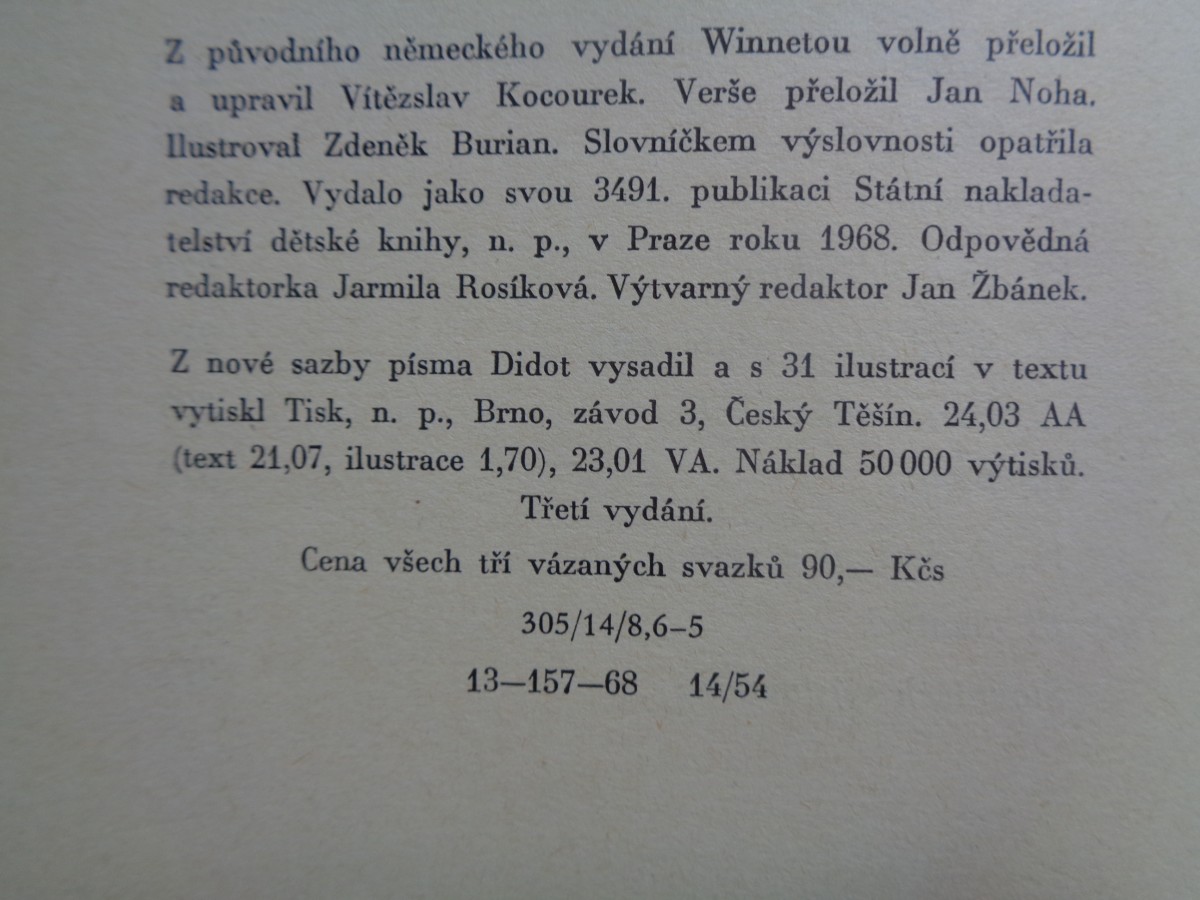 Z původního německého vydání Winnetou volně přeložil
a upravil Vítězslav Kocourek. Verše přeložil Jan Noha.
Ilustroval Zdeněk Burian. Slovníčkem výslovnosti opatřila
redakce. Vydalo jako svou 3491. publikaci Státní naklada-
telství dětské knihy, n. p., v Praze roku 1968. Odpovědná
redaktorka Jarmila Rosíková. Výtvarný redaktor Jan Žbánek.
Z nové sazby písma Didot vysadil a s 31 ilustrací v textu
vytiskl Tisk, n. p., Brno, závod 3, Český Těšín. 24,03 AA
(text 21,07, ilustrace 1,70), 23,01 VA. Náklad 50 000 výtisků.
Třetí vydání.
Cena všech tří vázaných svazků 90,— Kčs
305/14/8,6–5
13—157—68 14/54